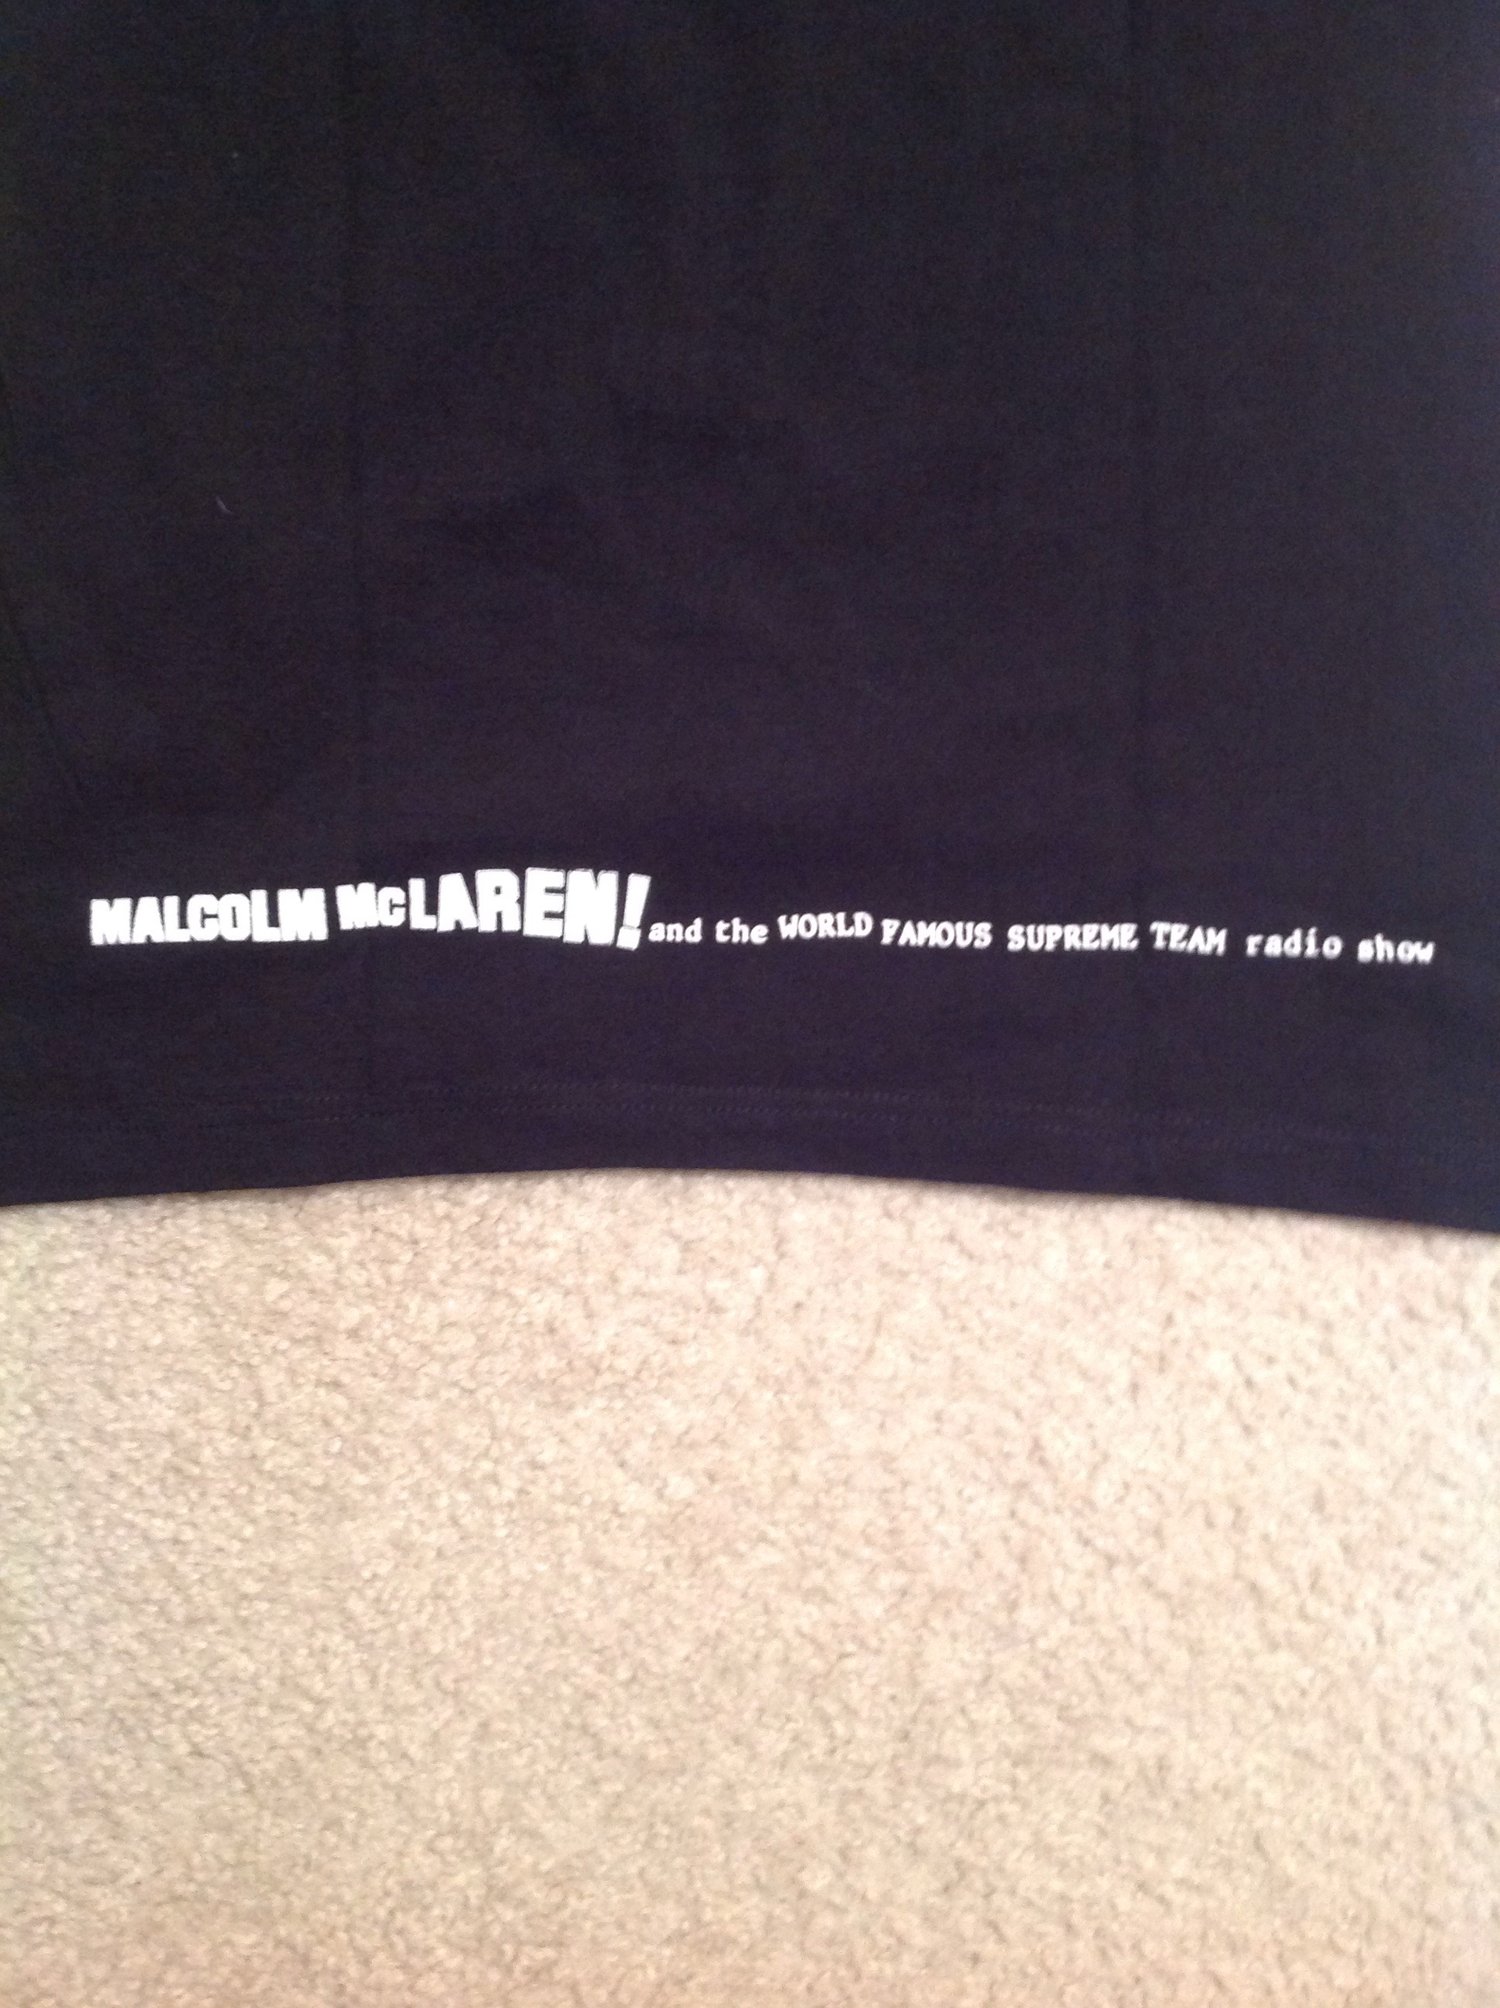 MALCOLM McLAREN! and the WORLD FAMOUS SUPREME TEAM radio show